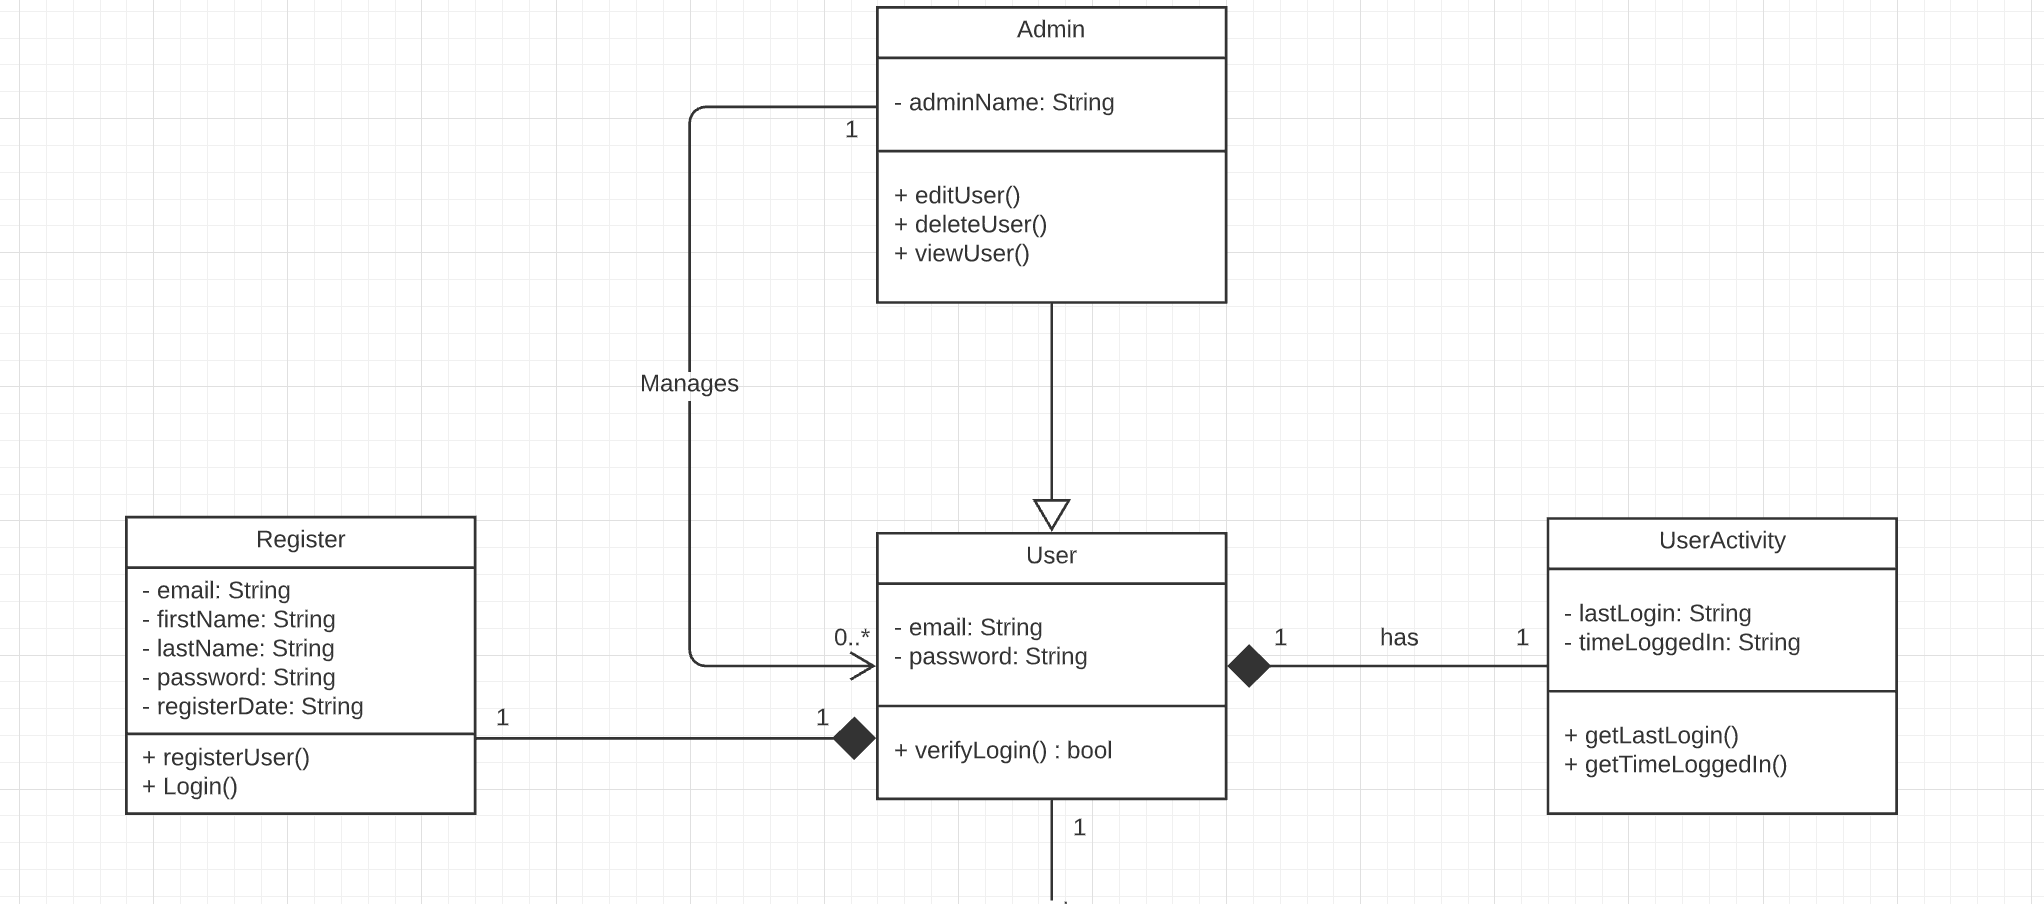 Admin
- adminName: String
1
+ editUser()
+ deleteUser()
+ viewUser()
Manages
Register
- email: String
- firstName: String
- lastName: String
- password: String
- registerDate: String
+ registerUser()
+ Login()
1
1
0..*
User
- email: String
- password: String
+ verifyLogin() : bool
1
has
1
UserActivity
- lastLogin: String
- timeLoggedIn: String
+ getLastLogin()
+ getTimeLoggedIn()
1